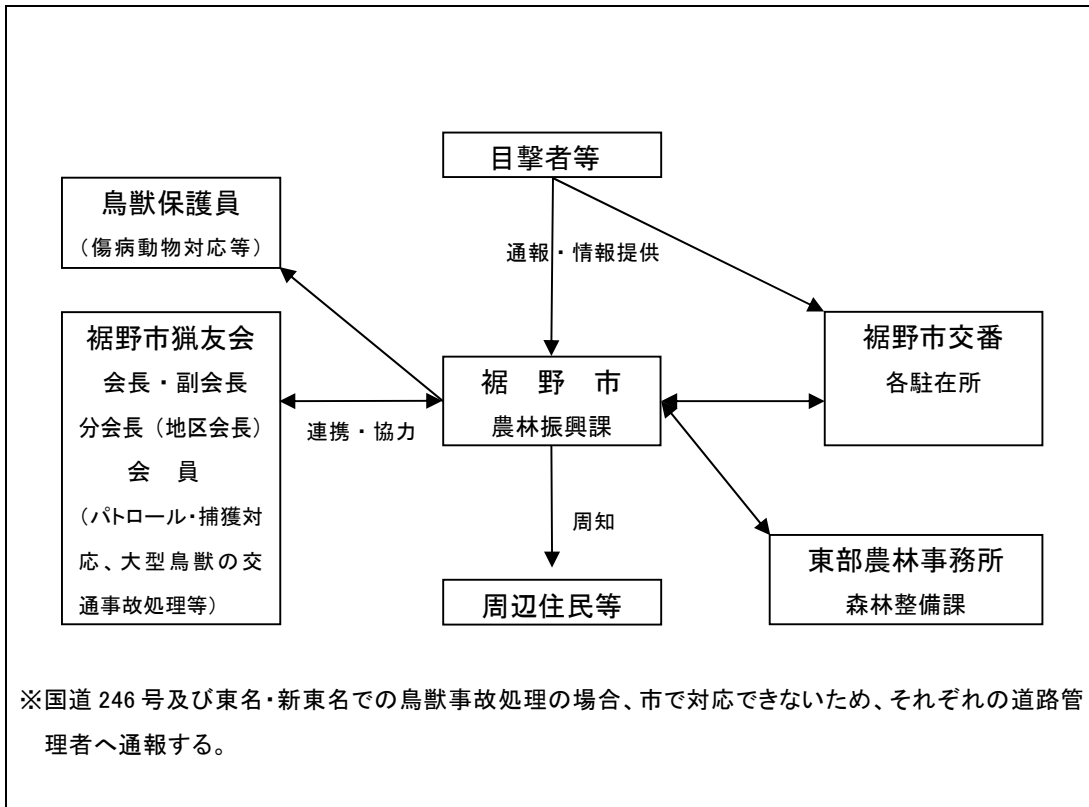 目撃者等
鳥獣保護員
(傷病動物対応等)
通報・情報提供
裾野市猟友会
会長・副会長
分会長(地区会長)
会 員
(パトロール・捕獲対
応、大型鳥獣の交
通事故処理等)
連携・協力
裾 野 市
農林振興課
裾野市交番
各駐在所
周知
周辺住民等
東部農林事務所
森林整備課
※国道 246 号及び東名・新東名での鳥獣事故処理の場合、市で対応できないため、それぞれの道路管
理者へ通報する。